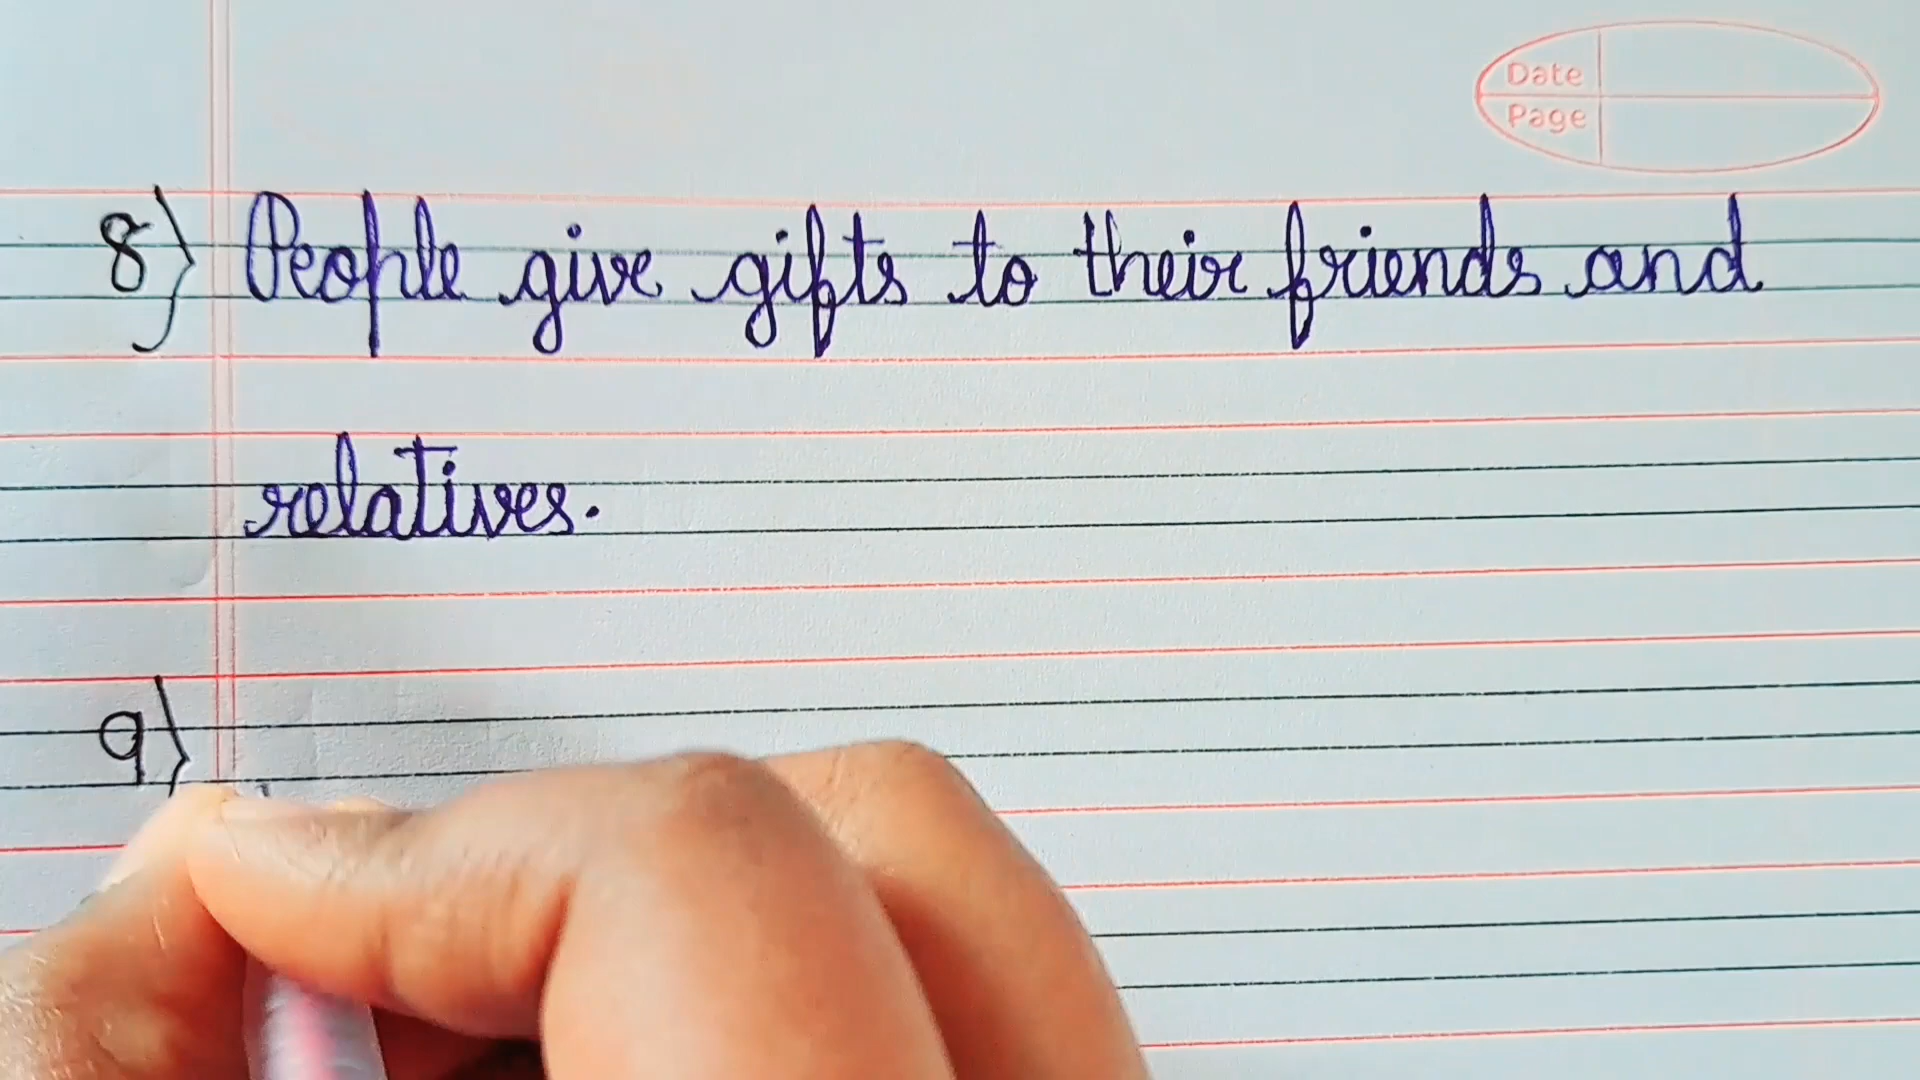 Date
Page
8) People give gifts to their friends and
relatives.
9)